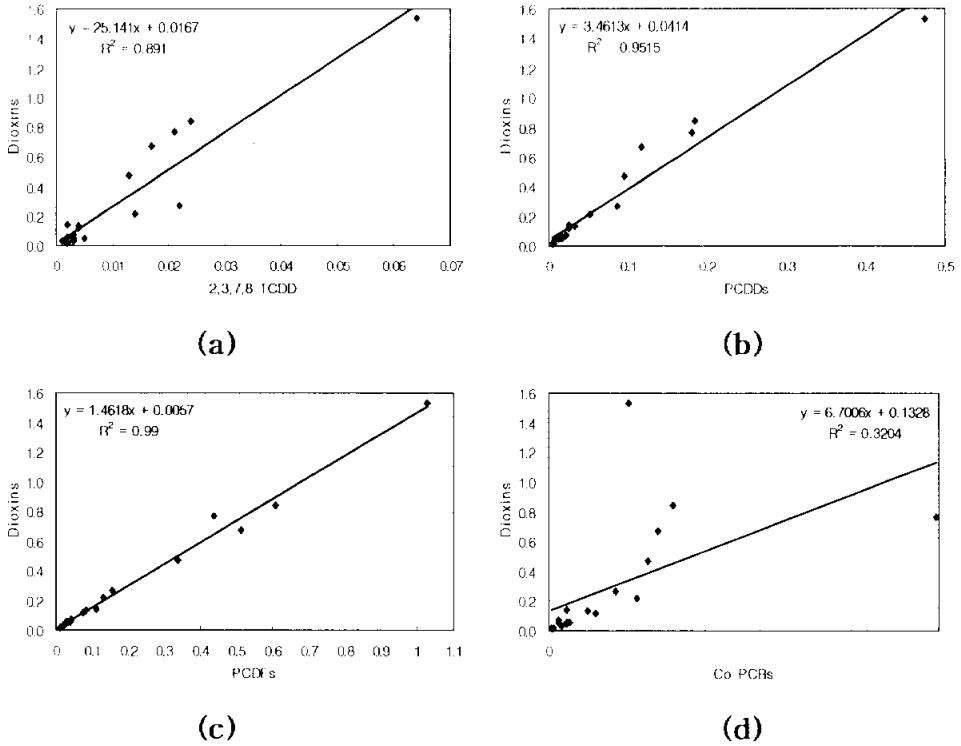 1.6
1.4
1.2
1.0
0.8
0.6
0.4
0.2
0.0
Dioxins
y = 25.141x + 0.0167
R² = 0.891
0 0.01 0.02 0.03 0.04 0.05 0.06 0.07
2,3,7,8 TCDD
(a)
1.6
1.4
1.2
1.0
0.8
0.6
0.4
0.2
0.0
Dioxins
y = 3.4613x + 0.0414
R² 0.9515
0 0.1 0.2 0.3 0.4 0.5
PCDDs
(b)
1.6
1.4
1.2
1.0
0.8
0.6
0.4
0.2
0.0
Dioxins
y = 1.4618x + 0.0057
R² = 0.99
0 0.1 0.2 0.3 0.4 0.5 0.6 0.7 0.8 0.9 1 1.1
PCDFs
(c)
1.6
1.4
1.2
1.0
0.8
0.6
0.4
0.2
0.0
Dioxins
y = 6.7006x + 0.1328
R² = 0.3204
0
Co PCBs
(d)